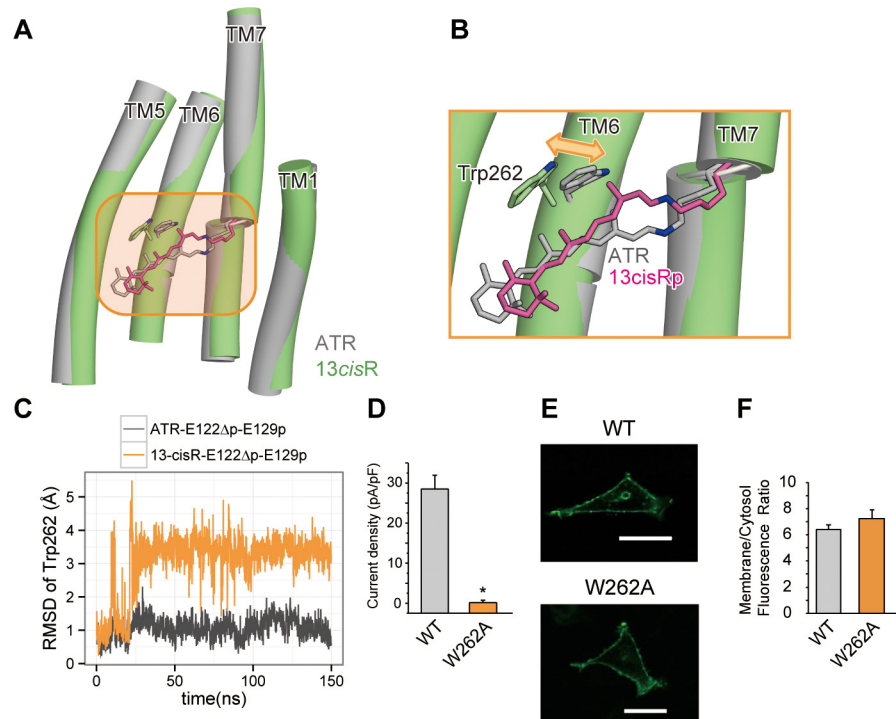 A
TM7
TM5
TM6
TM1
ATR
13cisR
B
TM6
TM7
Trp262
ATR
13cisRp
C
ATR-E122Δp-E129p
13-cisR-E122Δp-E129p
RMSD of Trp262 (Å)
5
4
3
2
1
0
50
100
150
time(ns)
D
Current density (pA/pF)
30
20
10
0
*
WT
W262A
E
WT
W262A
F
Membrane/Cytosol
Fluorescence Ratio
10
8
6
4
2
0
WT
W262A